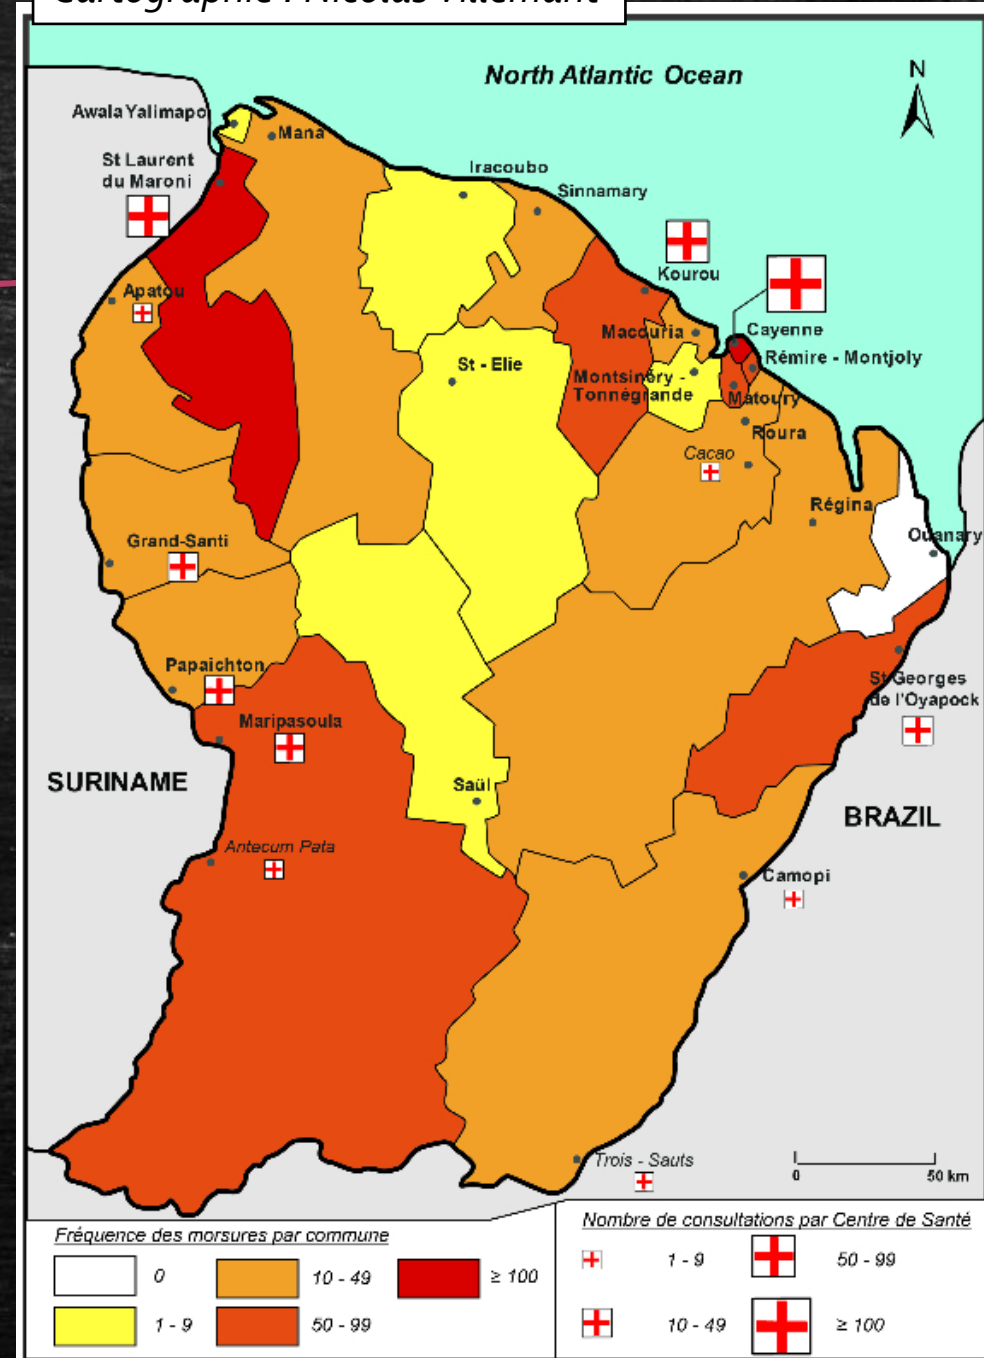 Cartographie : Nicolas Villemant
North Atlantic Ocean
N
Awala Yalimapo
Mana
St Laurent
du Maroni
Iracoubo
Sinnamary
Kourou
Apatou
Macouria
Cayenne
Rémire - Montjoly
St - Elie
Montsinéry -
Tonnégrande
Matoury
Roura
Cacao
Régina
Ouanary
Grand-Santi
Papaichton
St Georges
de l'Oyapock
Maripasoula
SURINAME
Saül
BRAZIL
Antecum Pata
Camopi
Trois - Sauts
0 50 km
Fréquence des morsures par commune
0
10 - 49
≥ 100
1 - 9
50 - 99
Nombre de consultations par Centre de Santé
1 - 9
50 - 99
10 - 49
≥ 100